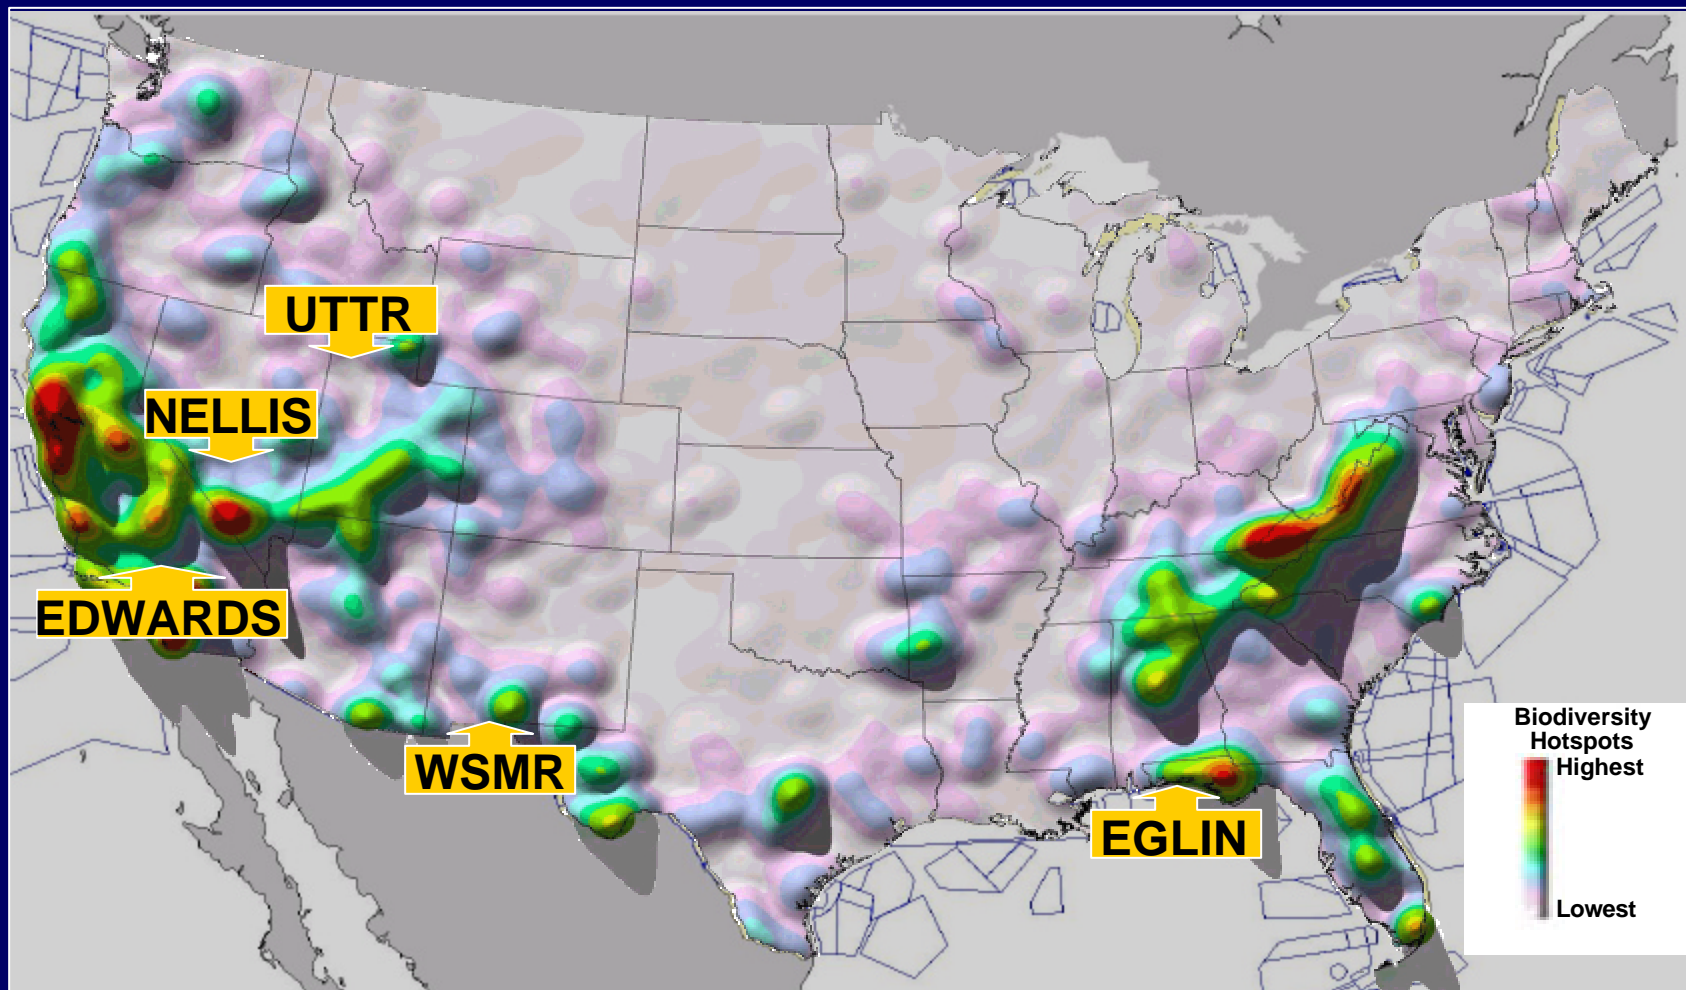 UTTR
NELLIS
EDWARDS
WSMR
EGLIN
Biodiversity
Hotspots
Highest
Lowest